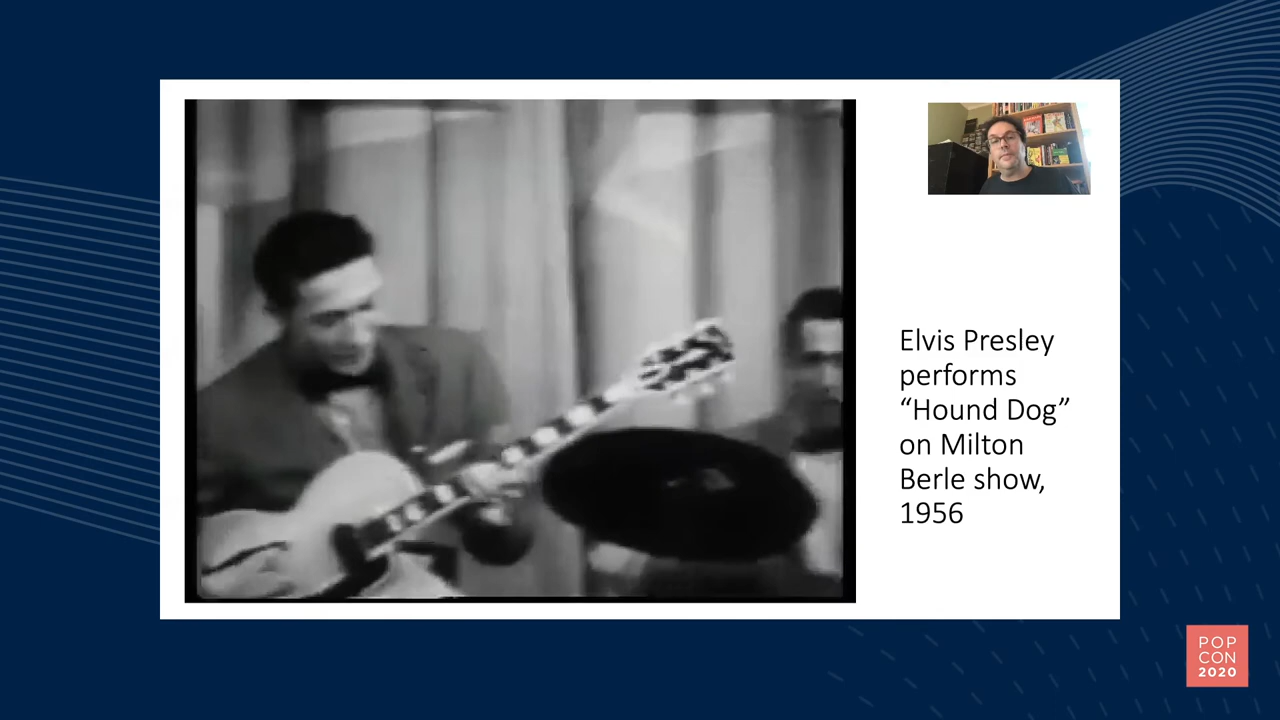 Elvis Presley
performs
“Hound Dog”
on Milton
Berle show,
1956
POP
CON
2020